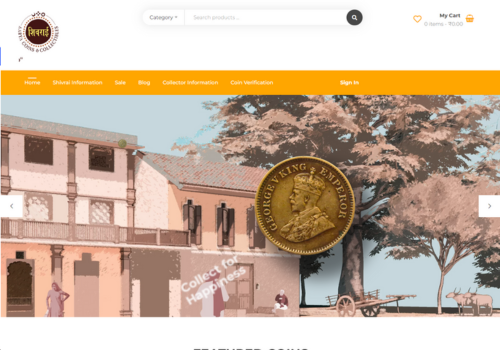 शिवराई
PARTH COINS & COLLECTIBLES
Category
Search products...
My Cart
0 items - ₹0.00
Home
Shivrai Information
Sale
Blog
Collector Information
Coin Verification
Sign In
GEORGE V KING EMPEROR
Collect for
Happiness
FEATURED COINS